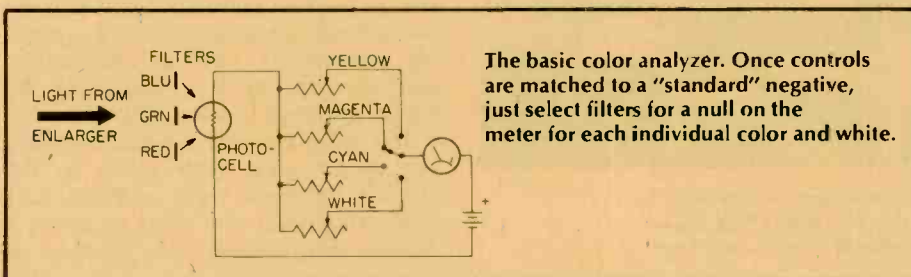 FILTERS
BLU
GRN
RED
LIGHT FROM
ENLARGER
PHOTO-
CELL
YELLOW
MAGENTA
CYAN
WHITE
+
The basic color analyzer. Once controls
are matched to a "standard" negative,
just select filters for a null on the
meter for each individual color and white.